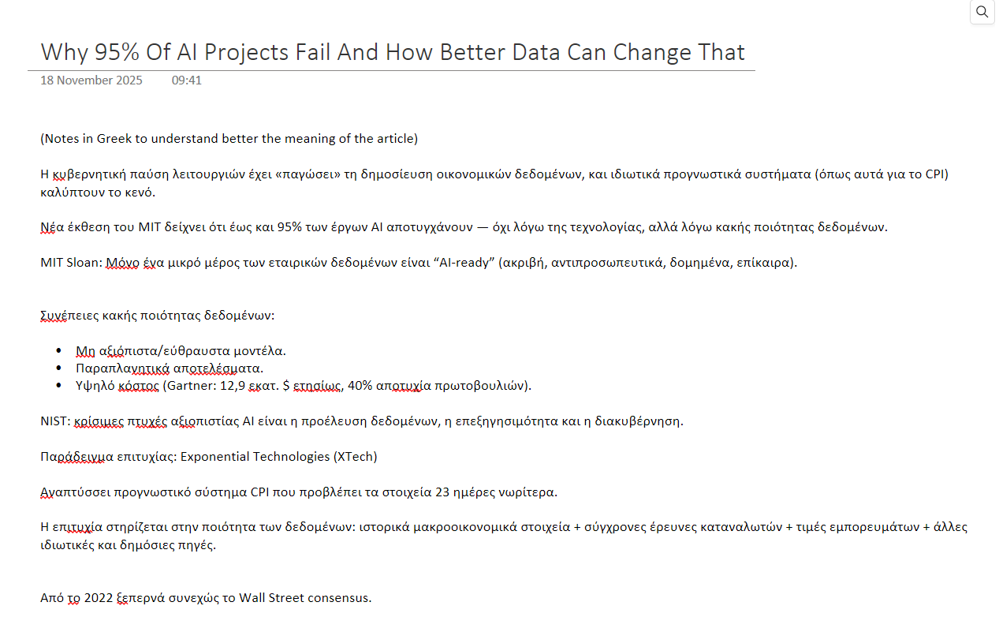 Why 95% Of AI Projects Fail And How Better Data Can Change That
18 November 2025 09:41
(Notes in Greek to understand better the meaning of the article)
Η κυβερνητική παύση λειτουργιών έχει «παγώσει» τη δημοσίευση οικονομικών δεδομένων, και ιδιωτικά προγνωστικά συστήματα (όπως αυτά για το CPI)
καλύπτουν το κενό.
Νέα έκθεση του MIT δείχνει ότι έως και 95% των έργων AI αποτυγχάνουν — όχι λόγω της τεχνολογίας, αλλά λόγω κακής ποιότητας δεδομένων.
MIT Sloan: Μόνο ένα μικρό μέρος των εταιρικών δεδομένων είναι “AI-ready” (ακριβή, αντιπροσωπευτικά, δομημένα, επίκαιρα).
Συνέπειες κακής ποιότητας δεδομένων:
• Μη αξιόπιστα/εύθραυστα μοντέλα.
• Παραπλανητικά αποτελέσματα.
• Υψηλό κόστος (Gartner: 12,9 εκατ. $ ετησίως, 40% αποτυχία πρωτοβουλιών).
NIST: κρίσιμες πτυχές αξιοπιστίας AI είναι η προέλευση δεδομένων, η επεξηγησιμότητα και η διακυβέρνηση.
Παράδειγμα επιτυχίας: Exponential Technologies (XTech)
Αναπτύσσει προγνωστικό σύστημα CPI που προβλέπει τα στοιχεία 23 ημέρες νωρίτερα.
Η επιτυχία στηρίζεται στην ποιότητα των δεδομένων: ιστορικά μακροοικονομικά στοιχεία + σύγχρονες έρευνες καταναλωτών + τιμές εμπορευμάτων + άλλες
ιδιωτικές και δημόσιες πηγές.
Από το 2022 ξεπερνά συνεχώς το Wall Street consensus.